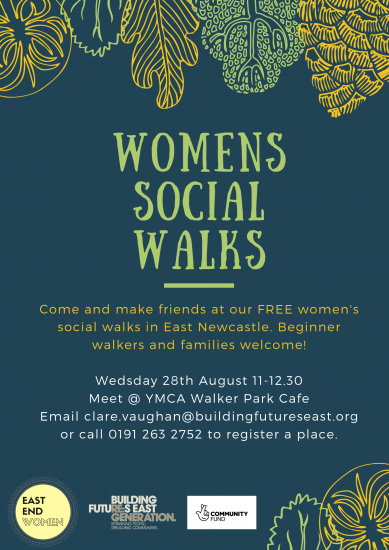 WOMENS
SOCIAL
WALKS
Come and make friends at our FREE women's
social walks in East Newcastle. Beginner
walkers and families welcome!
Wedsday 28th August 11-12.30
Meet @ YMCA Walker Park Cafe
Email clare.vaughan@buildingfutureseast.org
or call 0191 263 2752 to register a place.
EAST
END
WOMEN
BUILDING
FUTURES EAST
GENERATION.
COMMUNITY
FUND